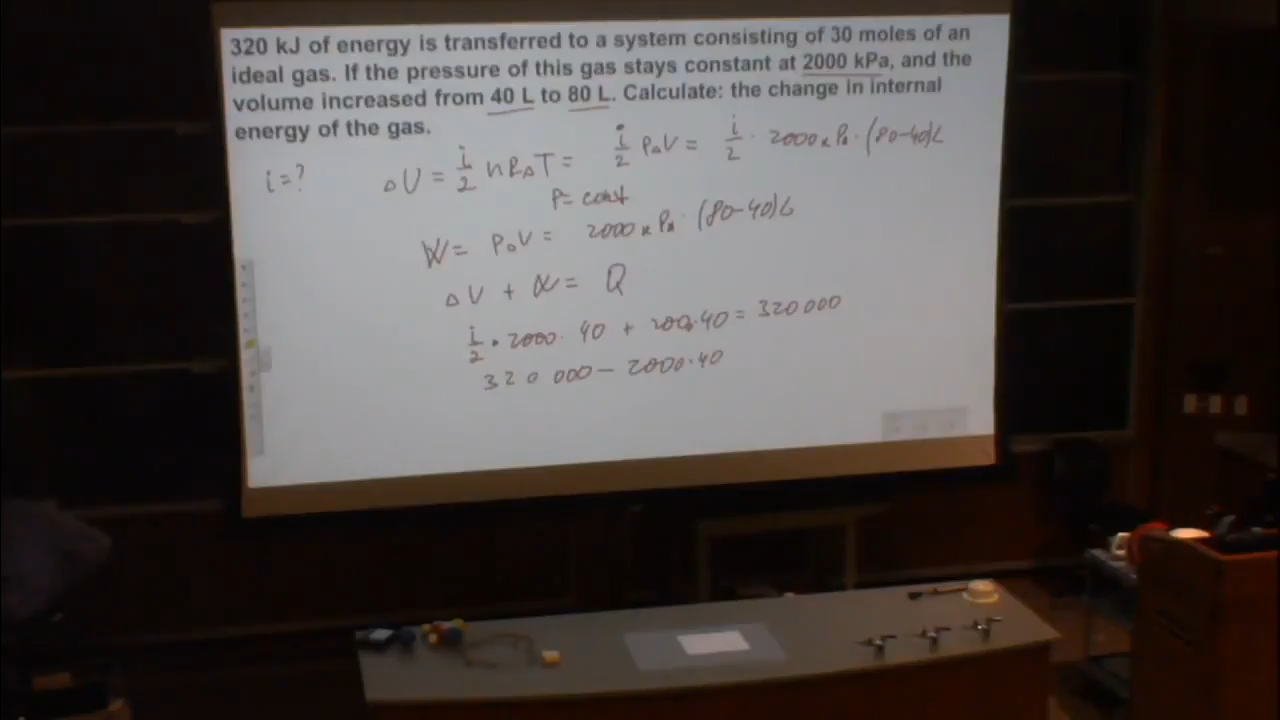 320 kJ of energy is transferred to a system consisting of 30 moles of an
ideal gas. If the pressure of this gas stays constant at 2000 kPa, and the
volume increased from 40 L to 80 L. Calculate: the change in internal
energy of the gas.
i=? ΔU = i/2 nRΔT = i/2 PΔV = i/2 · 2000 kPa · (80-40)L
P= const
W= PΔV = 2000 kPa · (80-40)L
ΔU + W = Q
i/2 · 2000 · 40 + 200.40 = 320 000
320 000 - 2000.40